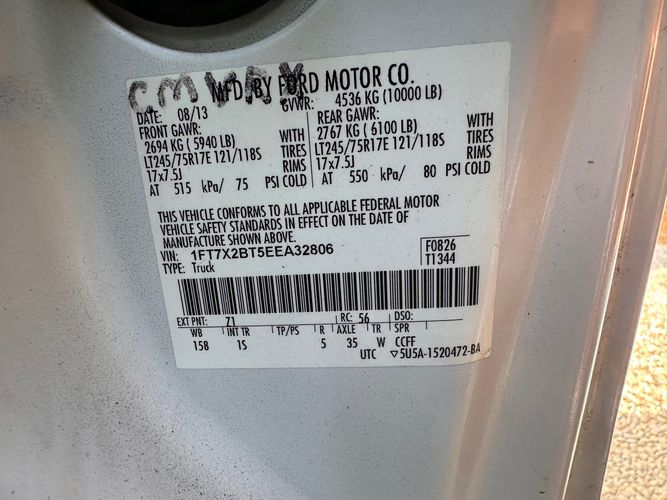 C.M VAY
MFD. BY FORD MOTOR CO.
DATE: 08/13 GVWR: 4536 KG (10000 LB)
FRONT GAWR: REAR GAWR:
2694 KG ( 5940 LB) WITH 2767 KG ( 6100 LB) WITH
LT245/75R17E 121/118S TIRES LT245/75R17E 121/118S TIRES
17x7.5J RIMS 17x7.5J RIMS
AT 515 kPa/ 75 PSI COLD AT 550 kPa/ 80 PSI COLD
THIS VEHICLE CONFORMS TO ALL APPLICABLE FEDERAL MOTOR
VEHICLE SAFETY STANDARDS IN EFFECT ON THE DATE OF
MANUFACTURE SHOWN ABOVE.
VIN: 1FT7X2BT5EEA32806 F0826
TYPE: Truck T1344
EXT PNT: 71 RC: 56 DSO:
WB INT TR TP/PS R AXLE TR SPR
158 1S 5 35 W CCFF
UTC ▽5U5A-1520472-BA